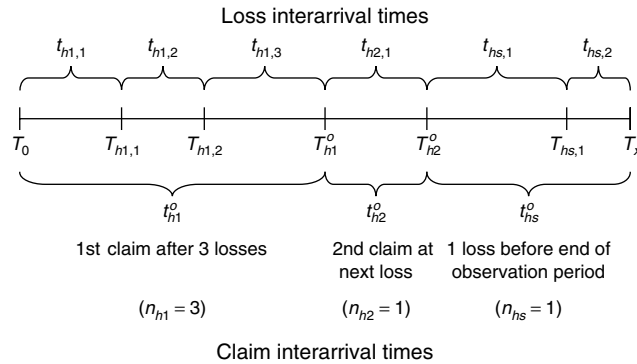 Loss interarrival times
t_{h1,1} t_{h1,2} t_{h1,3} t_{h2,1} t_{hs,1} t_{hs,2}
T_0 T_{h1,1} T_{h1,2} T^o_{h1} T^o_{h2} T_{hs,1} T_x
t^o_{h1} t^o_{h2} t^o_{hs}
1st claim after 3 losses
2nd claim at
next loss
1 loss before end of
observation period
(n_{h1} = 3) (n_{h2} = 1) (n_{hs} = 1)
Claim interarrival times